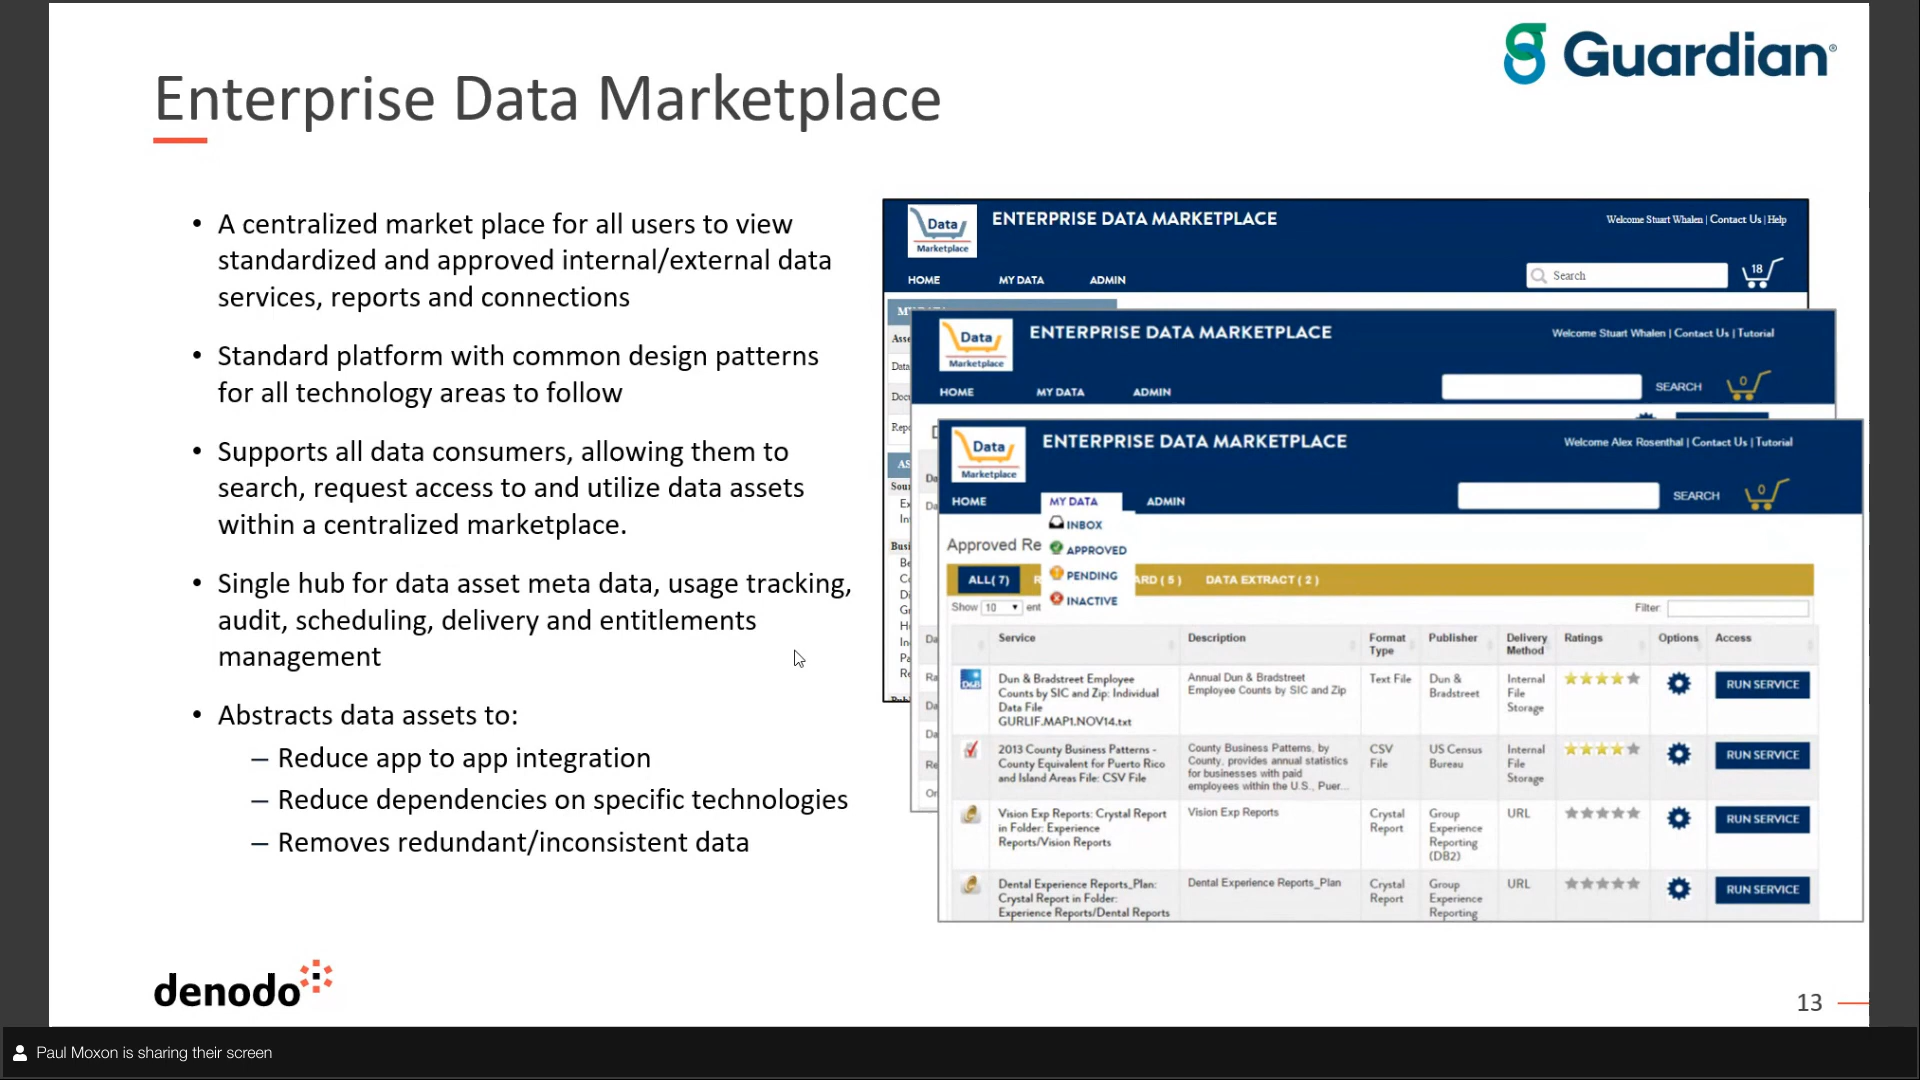 Guardian®
Enterprise Data Marketplace
• A centralized market place for all users to view
standardized and approved internal/external data
services, reports and connections
• Standard platform with common design patterns
for all technology areas to follow
• Supports all data consumers, allowing them to
search, request access to and utilize data assets
within a centralized marketplace.
• Single hub for data asset meta data, usage tracking,
audit, scheduling, delivery and entitlements
management
• Abstracts data assets to:
– Reduce app to app integration
– Reduce dependencies on specific technologies
– Removes redundant/inconsistent data
Data
Marketplace
ENTERPRISE DATA MARKETPLACE
Welcome Stuart Whalen | Contact Us | Help
HOME MY DATA ADMIN
Search
18
Data
Marketplace
ENTERPRISE DATA MARKETPLACE
Welcome Stuart Whalen | Contact Us | Tutorial
HOME MY DATA ADMIN
SEARCH
0
Data
Marketplace
ENTERPRISE DATA MARKETPLACE
Welcome Alex Rosenthal | Contact Us | Tutorial
HOME MY DATA ADMIN
SEARCH
0
INBOX
APPROVED
PENDING
INACTIVE
Approved Re
ALL( 7) R ARD ( 5 ) DATA EXTRACT ( 2 )
Show 10 ent
Filter:
Service Description Format Type Publisher Delivery Method Ratings Options Access
D&B
Dun & Bradstreet Employee
Counts by SIC and Zip: Individual
Data File
GURLIF.MAP1.NOV14.txt
Annual Dun & Bradstreet
Employee Counts by SIC and Zip
Text File
Dun &
Bradstreet
Internal
File
Storage
RUN SERVICE
2013 County Business Patterns -
County Equivalent for Puerto Rico
and Island Areas File: CSV File
County Business Patterns, by
County, provides annual statistics
for businesses with paid
employees within the U.S., Puer...
CSV
File
US Census
Bureau
Internal
File
Storage
RUN SERVICE
Vision Exp Reports: Crystal Report
in Folder: Experience
Reports/Vision Reports
Vision Exp Reports
Crystal
Report
Group
Experience
Reporting
(DB2)
URL
RUN SERVICE
Dental Experience Reports_Plan:
Crystal Report in Folder:
Experience Reports/Dental Reports
Dental Experience Reports_Plan
Crystal
Report
Group
Experience
Reporting
URL
RUN SERVICE
denodo
13
Paul Moxon is sharing their screen